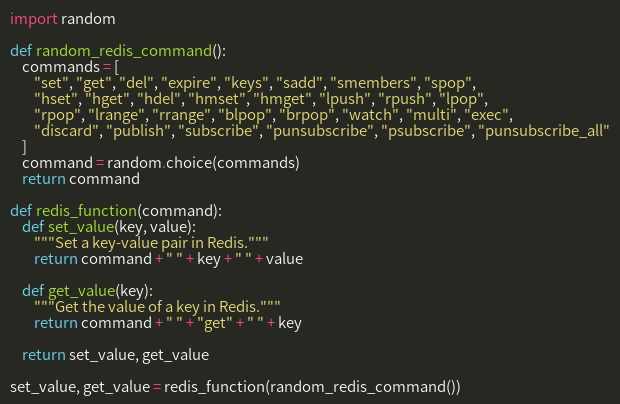 import random

def random_redis_command():
    commands = [
        "set", "get", "del", "expire", "keys", "sadd", "smembers", "spop",
        "hset", "hget", "hdel", "hmset", "hmget", "lpush", "rpush", "lpop",
        "rpop", "lrange", "rrange", "blpop", "brpop", "watch", "multi", "exec",
        "discard", "publish", "subscribe", "punsubscribe", "psubscribe", "punsubscribe_all"
    ]
    command = random.choice(commands)
    return command

def redis_function(command):
    def set_value(key, value):
        """Set a key-value pair in Redis."""
        return command + " " + key + " " + value

    def get_value(key):
        """Get the value of a key in Redis."""
        return command + " " + "get" + " " + key

    return set_value, get_value

set_value, get_value = redis_function(random_redis_command())